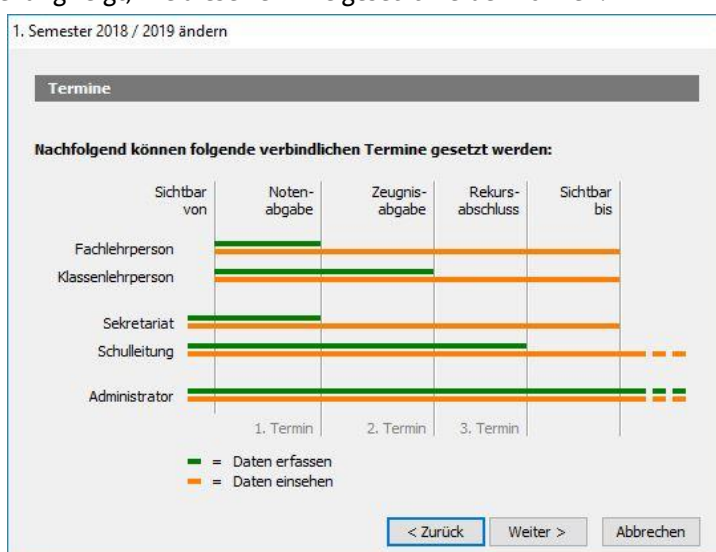 1. Semester 2018 / 2019 ändern
Termine
Nachfolgend können folgende verbindlichen Termine gesetzt werden:
Sichtbar von
Noten-
abgabe
Zeugnis-
abgabe
Rekurs-
abschluss
Sichtbar
bis
Fachlehrperson
Klassenlehrperson
Sekretariat
Schulleitung
Administrator
1. Termin
2. Termin
3. Termin
= Daten erfassen
= Daten einsehen
< Zurück
Weiter >
Abbrechen